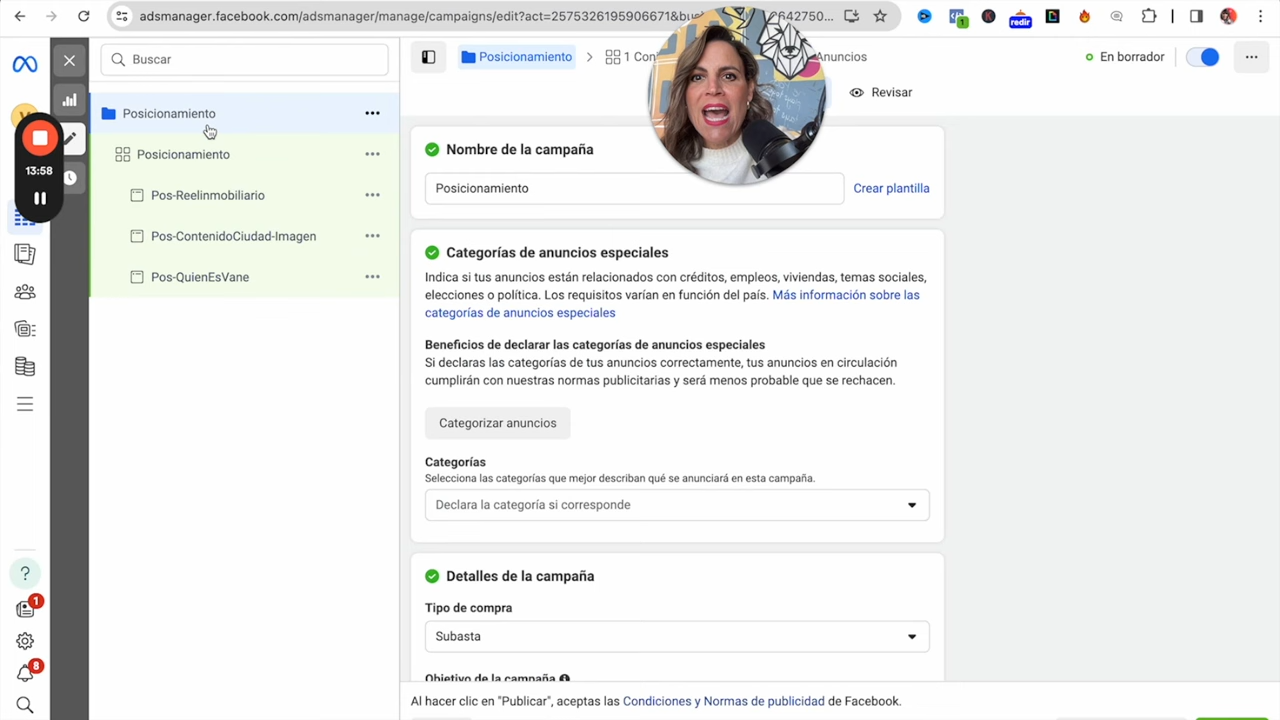 adsmanager.facebook.com/adsmanager/manage/campaigns/edit?act=2575326195906671&bu
2642750...
1
redir
Buscar
Posicionamiento
1 Con
Anuncios
En borrador
Revisar
13:58
Posicionamiento
Posicionamiento
Pos-Reelinmobiliario
Pos-ContenidoCiudad-Imagen
Pos-QuienEsVane
Nombre de la campaña
Posicionamiento
Crear plantilla
Categorías de anuncios especiales
Indica si tus anuncios están relacionados con créditos, empleos, viviendas, temas sociales,
elecciones o política. Los requisitos varían en función del país. Más información sobre las
categorías de anuncios especiales
Beneficios de declarar las categorías de anuncios especiales
Si declaras las categorías de tus anuncios correctamente, tus anuncios en circulación
cumplirán con nuestras normas publicitarias y será menos probable que se rechacen.
Categorizar anuncios
Categorías
Selecciona las categorías que mejor describan qué se anunciará en esta campaña.
Declara la categoría si corresponde
Detalles de la campaña
Tipo de compra
Subasta
Objetivo de la campaña
1
8
Al hacer clic en "Publicar", aceptas las Condiciones y Normas de publicidad de Facebook.